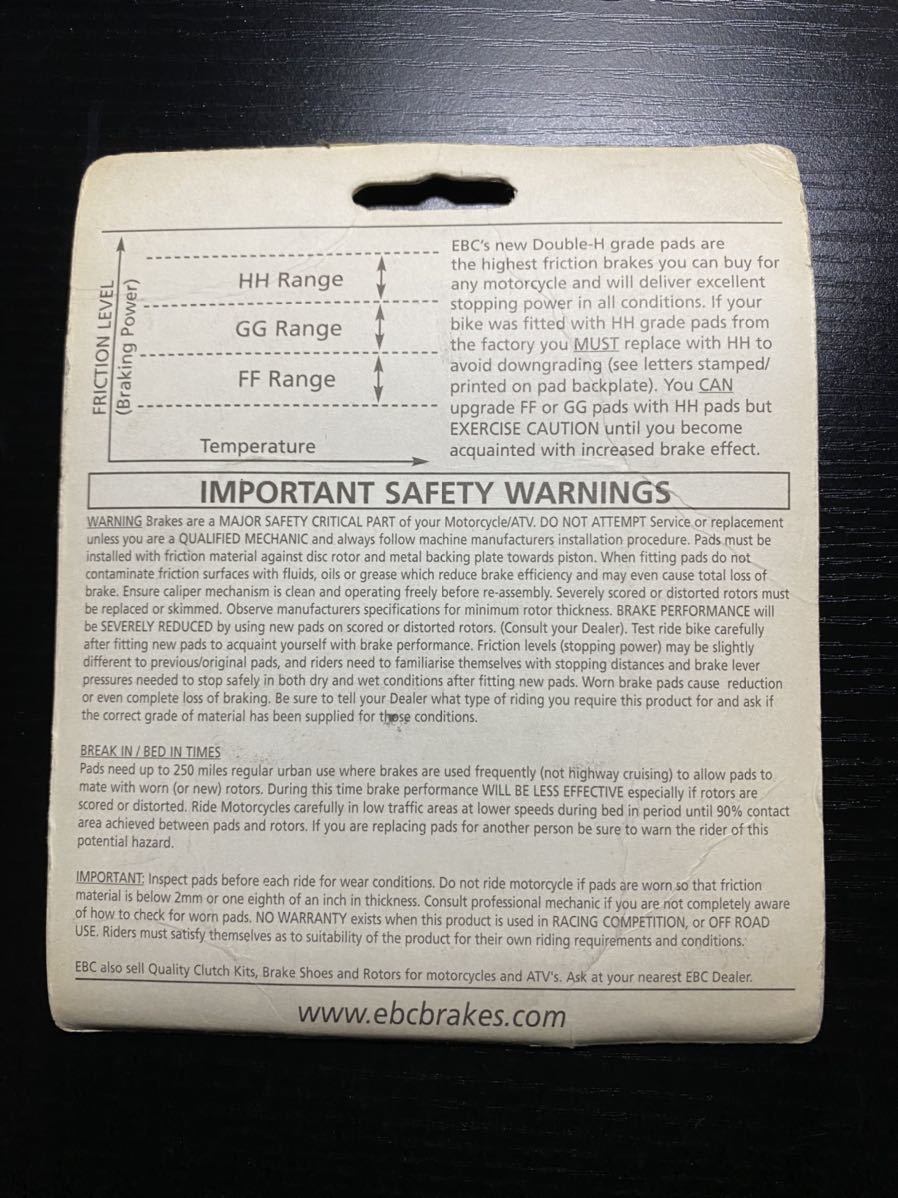 FRICTION LEVEL
(Braking Power)
HH Range
GG Range
FF Range
Temperature
EBC's new Double-H grade pads are
the highest friction brakes you can buy for
any motorcycle and will deliver excellent
stopping power in all conditions. If your
bike was fitted with HH grade pads from
the factory you MUST replace with HH to
avoid downgrading (see letters stamped/
printed on pad backplate). You CAN
upgrade FF or GG pads with HH pads but
EXERCISE CAUTION until you become
acquainted with increased brake effect.
IMPORTANT SAFETY WARNINGS
WARNING Brakes are a MAJOR SAFETY CRITICAL PART of your Motorcycle/ATV. DO NOT ATTEMPT Service or replacement
unless you are a QUALIFIED MECHANIC and always follow machine manufacturers installation procedure. Pads must be
installed with friction material against disc rotor and metal backing plate towards piston. When fitting pads do not
contaminate friction surfaces with fluids, oils or grease which reduce brake efficiency and may even cause total loss of
brake. Ensure caliper mechanism is clean and operating freely before re-assembly. Severely scored or distorted rotors must
be replaced or skimmed. Observe manufacturers specifications for minimum rotor thickness. BRAKE PERFORMANCE will
be SEVERELY REDUCED by using new pads on scored or distorted rotors. (Consult your Dealer). Test ride bike carefully
after fitting new pads to acquaint yourself with brake performance. Friction levels (stopping power) may be slightly
different to previous/original pads, and riders need to familiarise themselves with stopping distances and brake lever
pressures needed to stop safely in both dry and wet conditions after fitting new pads. Worn brake pads cause reduction
or even complete loss of braking. Be sure to tell your Dealer what type of riding you require this product for and ask if
the correct grade of material has been supplied for those conditions.
BREAK IN / BED IN TIMES
Pads need up to 250 miles regular urban use where brakes are used frequently (not highway cruising) to allow pads to
mate with worn (or new) rotors. During this time brake performance WILL BE LESS EFFECTIVE especially if rotors are
scored or distorted. Ride Motorcycles carefully in low traffic areas at lower speeds during bed in period until 90% contact
area achieved between pads and rotors. If you are replacing pads for another person be sure to warn the rider of this
potential hazard.
IMPORTANT: Inspect pads before each ride for wear conditions. Do not ride motorcycle if pads are worn so that friction
material is below 2mm or one eighth of an inch in thickness. Consult professional mechanic if you are not completely aware
of how to check for worn pads. NO WARRANTY exists when this product is used in RACING COMPETITION, or OFF ROAD
USE. Riders must satisfy themselves as to suitability of the product for their own riding requirements and conditions.
EBC also sell Quality Clutch Kits, Brake Shoes and Rotors for motorcycles and ATV's. Ask at your nearest EBC Dealer.
www.ebcbrakes.com